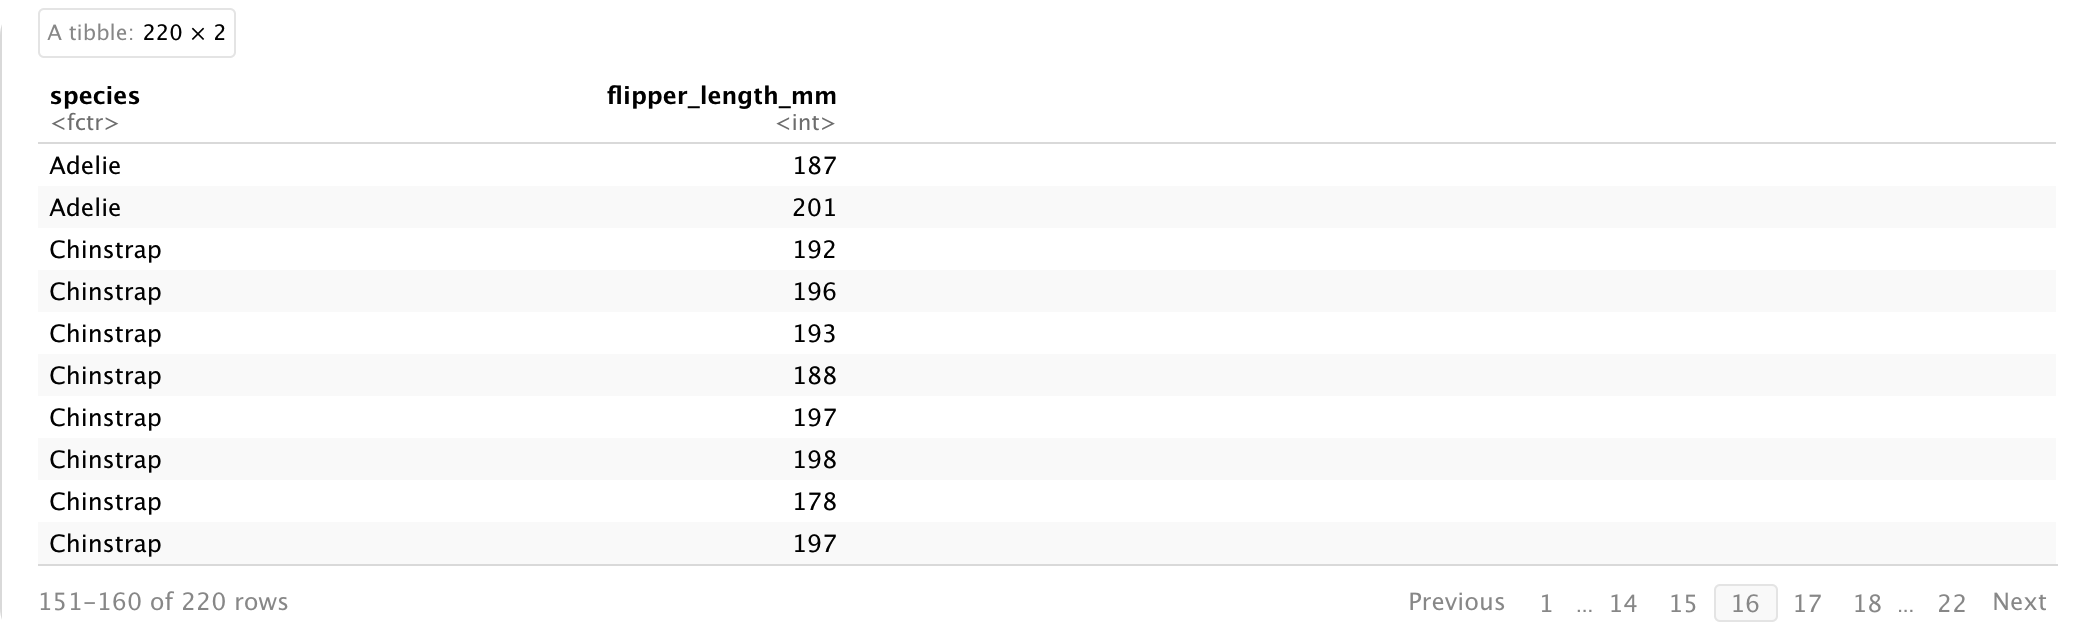 A tibble: 220 × 2
species flipper_length_mm
<fctr> <int>
Adelie 187
Adelie 201
Chinstrap 192
Chinstrap 196
Chinstrap 193
Chinstrap 188
Chinstrap 197
Chinstrap 198
Chinstrap 178
Chinstrap 197
151–160 of 220 rows Previous 1 ... 14 15 16 17 18 ... 22 Next